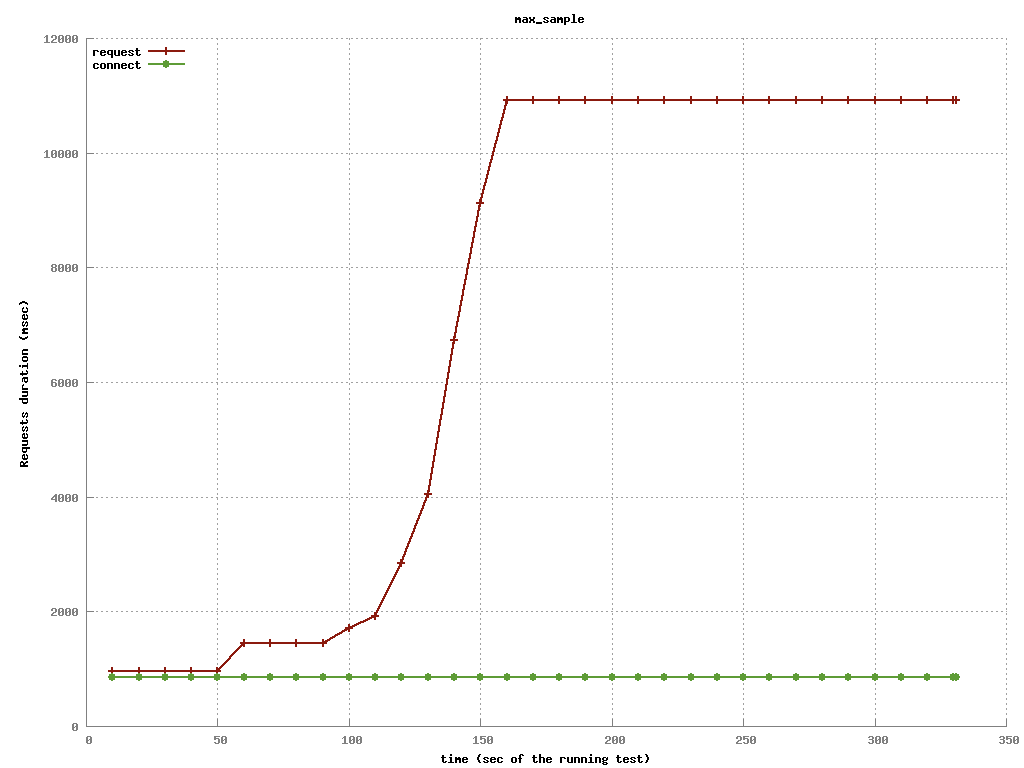 max_sample
12000
request
connect
10000
8000
6000
4000
2000
0
Requests duration (msec)
0 50 100 150 200 250 300 350
time (sec of the running test)